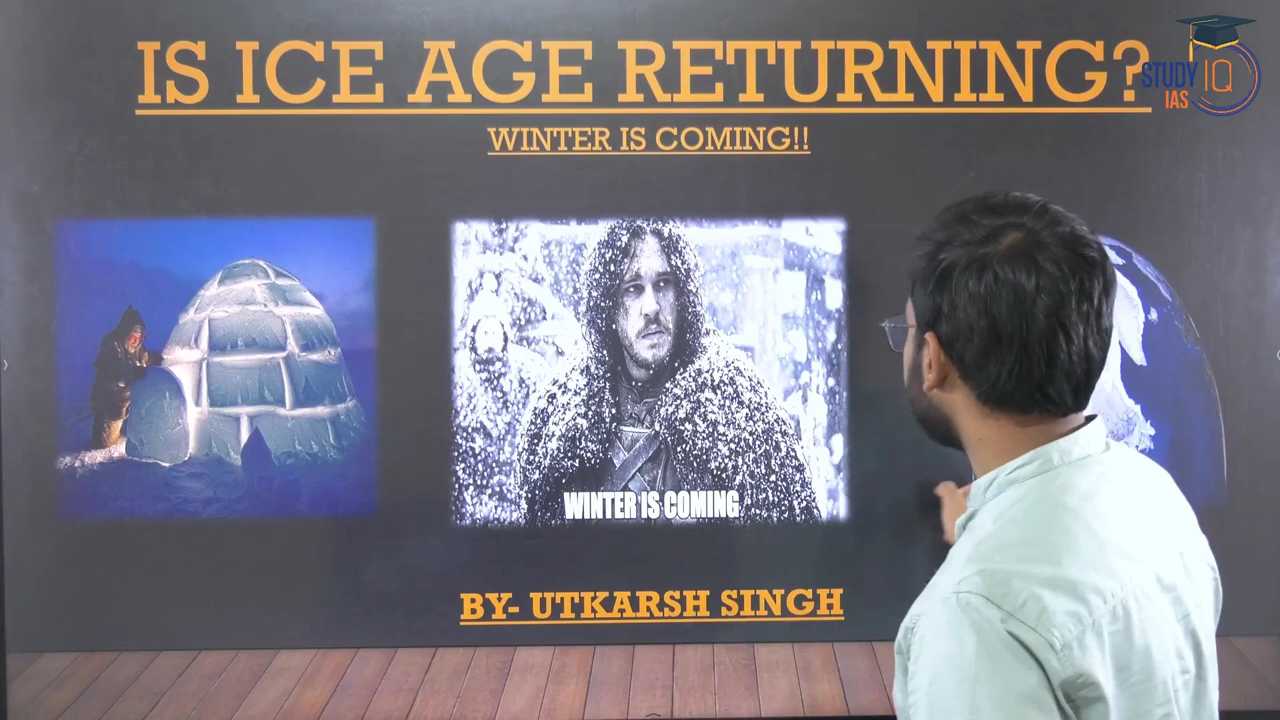 IS ICE AGE RETURNING?
STUDY IQ
IAS
WINTER IS COMING!!
WINTER IS COMING
BY- UTKARSH SINGH